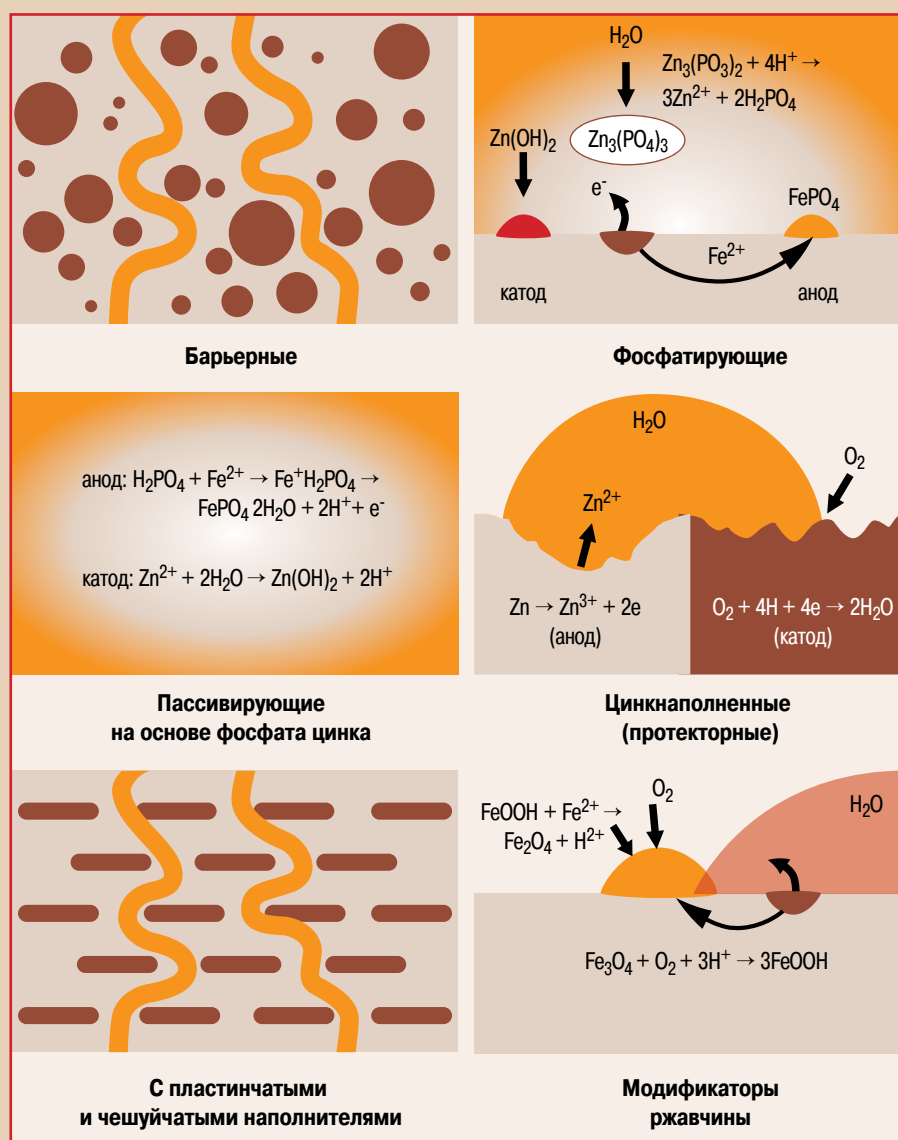 H₂O
Zn₃(PO₃)₂ + 4H⁺ →
3Zn²⁺ + 2H₂PO₄
Zn(OH)₂
Zn₃(PO₄)₃
e⁻
FePO₄
Fe²⁺
катод
анод
Барьерные
Фосфатирующие
анод: H₂PO₄ + Fe²⁺ → Fe⁺H₂PO₄ →
FePO₄ 2H₂O + 2H⁺ + e⁻
катод: Zn²⁺ + 2H₂O → Zn(OH)₂ + 2H⁺
H₂O
O₂
Zn²⁺
Zn → Zn³⁺ + 2e
(анод)
O₂ + 4H + 4e → 2H₂O
(катод)
Пассивирующие
на основе фосфата цинка
Цинкнаполненные
(протекторные)
FeOOH + Fe²⁺ →
Fe₂O₄ + H²⁺
O₂
H₂O
Fe₃O₄ + O₂ + 3H⁺ → 3FeOOH
С пластинчатыми
и чешуйчатыми наполнителями
Модификаторы
ржавчины